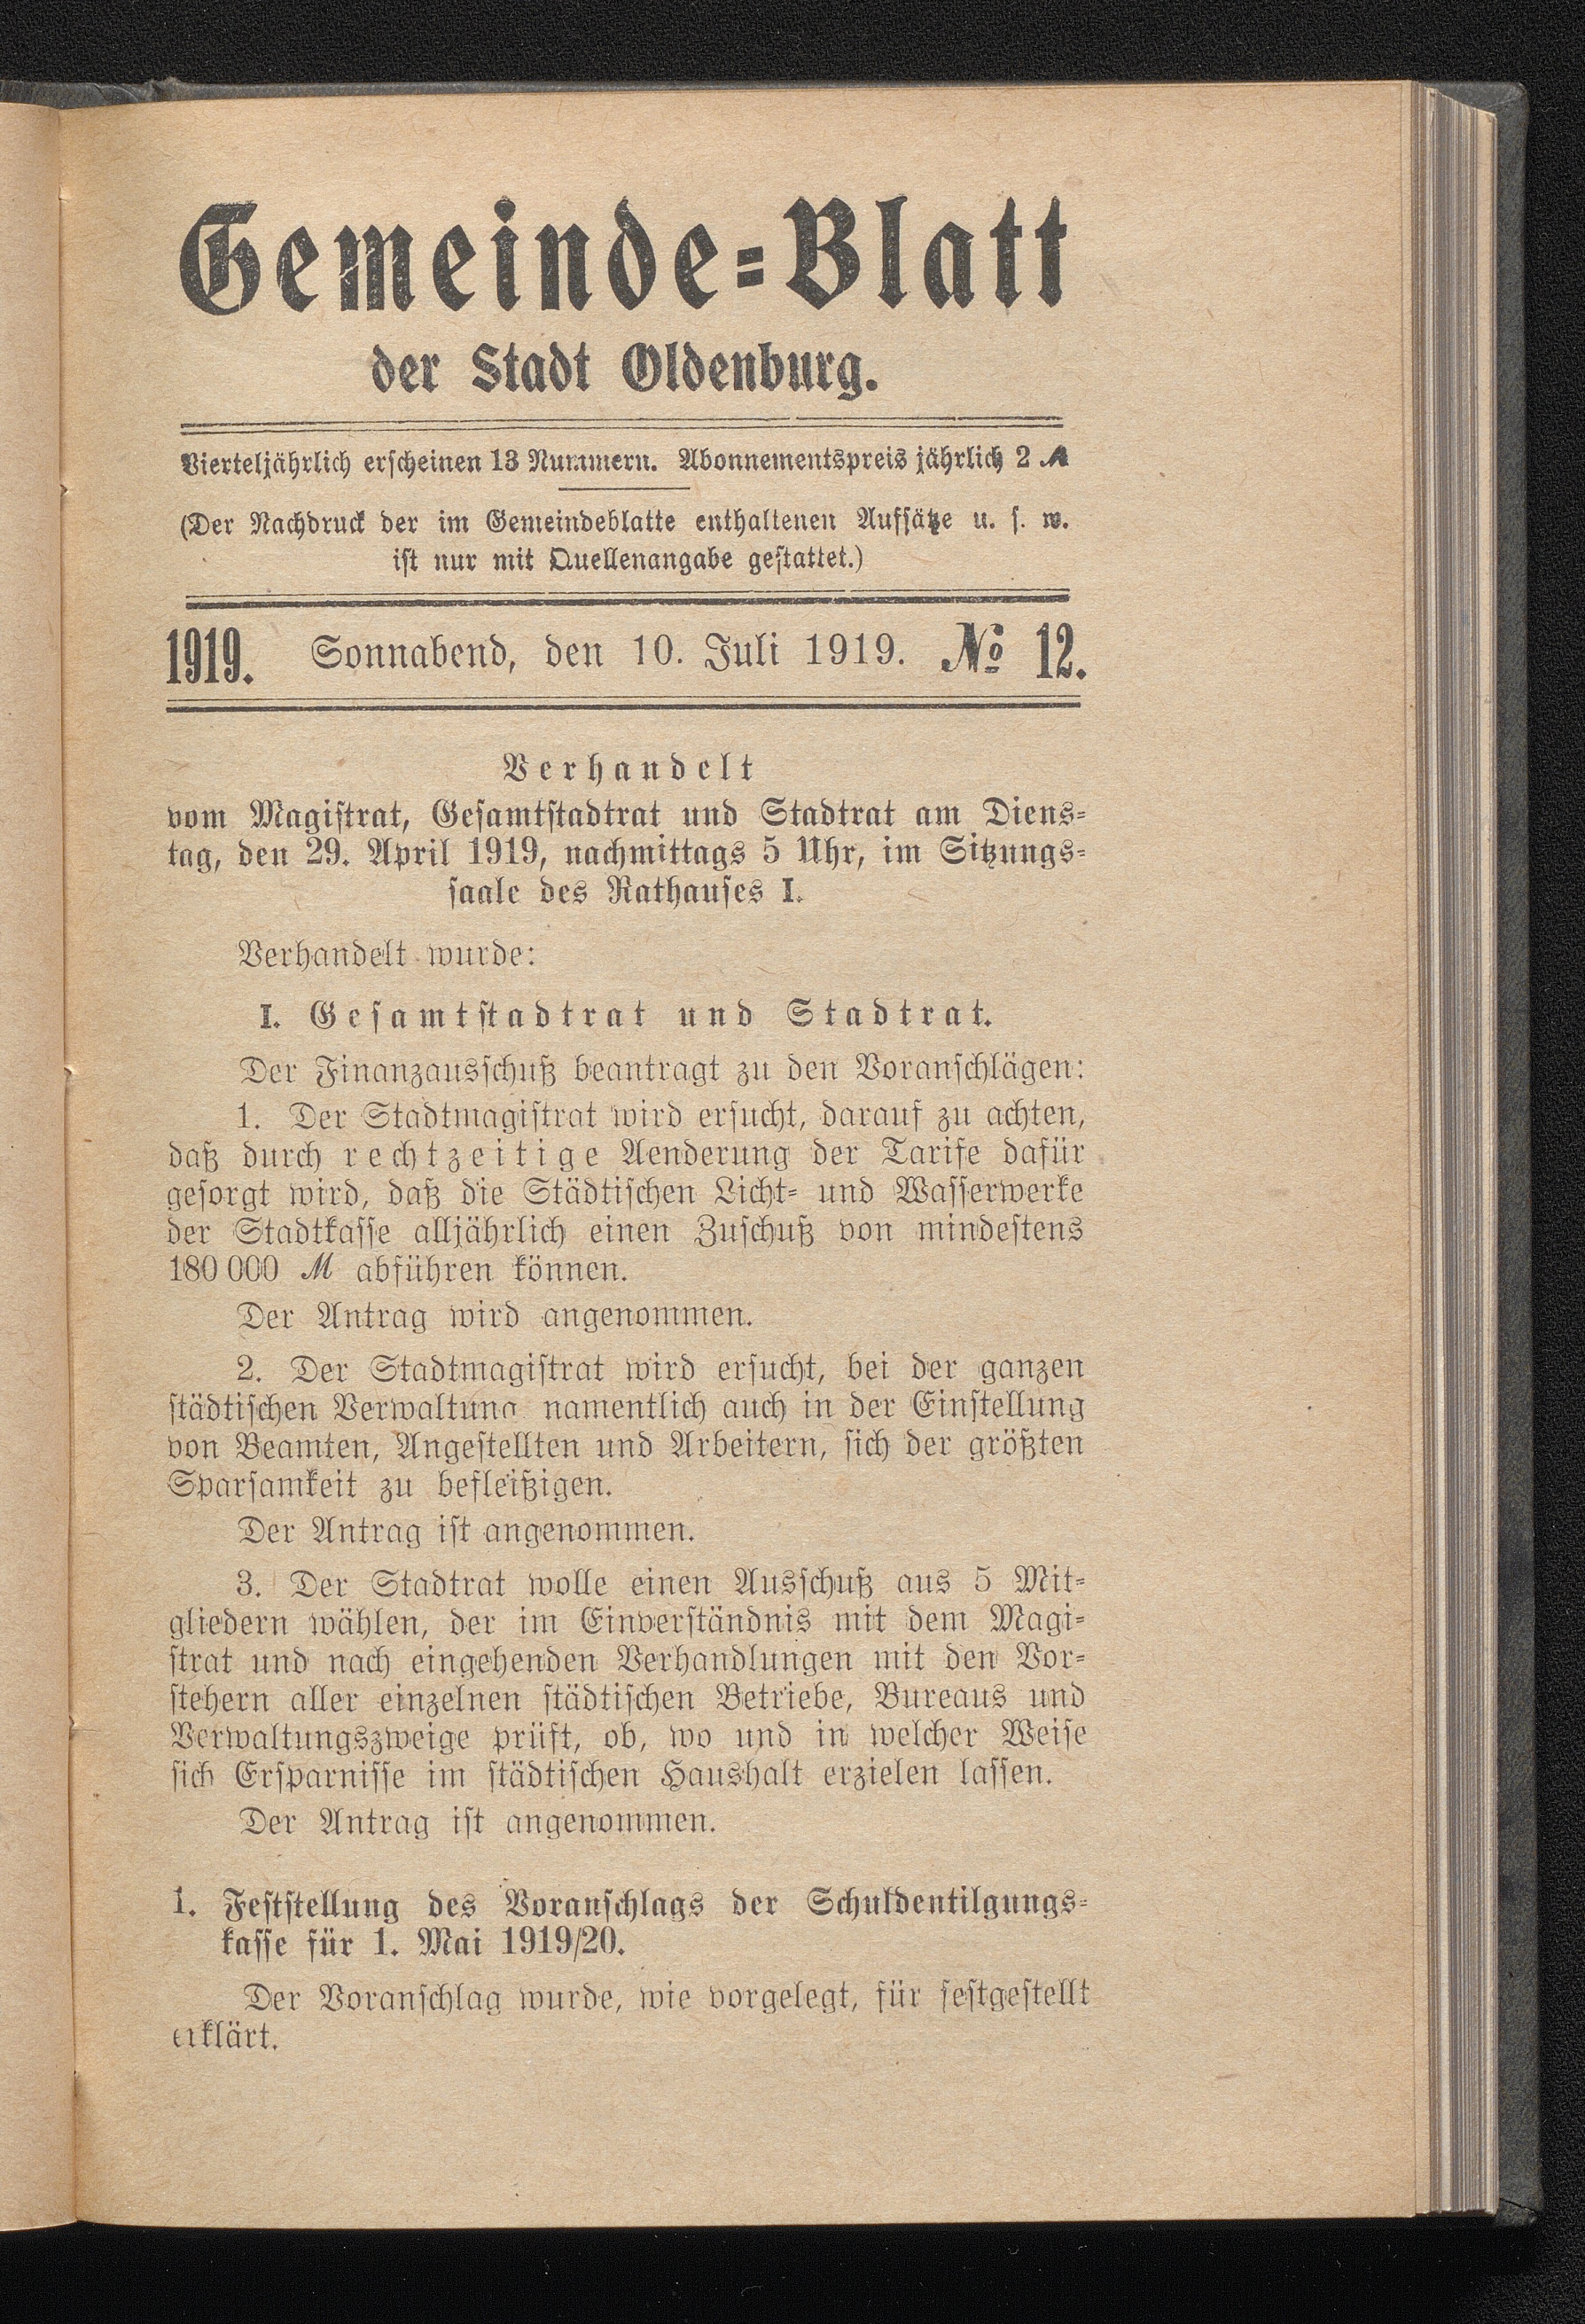 Gemeinde=Blatt
der Stadt Oldenburg.
Vierteljährlich erscheinen 13 Nummern. Abonnementspreis jährlich 2 ℳ
(Der Nachdruck der im Gemeindeblatte enthaltenen Aufsätze u. s. w.
ist nur mit Quellenangabe gestattet.)
1919. Sonnabend, den 10. Juli 1919. № 12.
Verhandelt
vom Magistrat, Gesamtstadtrat und Stadtrat am Diens=
tag, den 29. April 1919, nachmittags 5 Uhr, im Sitzungs=
saale des Rathauses I.
Verhandelt wurde:
I. Gesamtstadtrat und Stadtrat.
Der Finanzausschuß beantragt zu den Voranschlägen:
1. Der Stadtmagistrat wird ersucht, darauf zu achten,
daß durch rechtzeitige Aenderung der Tarife dafür
gesorgt wird, daß die Städtischen Licht= und Wasserwerke
der Stadtkasse alljährlich einen Zuschuß von mindestens
180 000 ℳ abführen können.
Der Antrag wird angenommen.
2. Der Stadtmagistrat wird ersucht, bei der ganzen
städtischen Verwaltung namentlich auch in der Einstellung
von Beamten, Angestellten und Arbeitern, sich der größten
Sparsamkeit zu befleißigen.
Der Antrag ist angenommen.
3. Der Stadtrat wolle einen Ausschuß aus 5 Mit=
gliedern wählen, der im Einverständnis mit dem Magi=
strat und nach eingehenden Verhandlungen mit den Vor=
stehern aller einzelnen städtischen Betriebe, Bureaus und
Verwaltungszweige prüft, ob, wo und in welcher Weise
sich Ersparnisse im städtischen Haushalt erzielen lassen.
Der Antrag ist angenommen.
1. Feststellung des Voranschlags der Schuldentilgungs=
kasse für 1. Mai 1919/20.
Der Voranschlag wurde, wie vorgelegt, für festgestellt
erklärt.